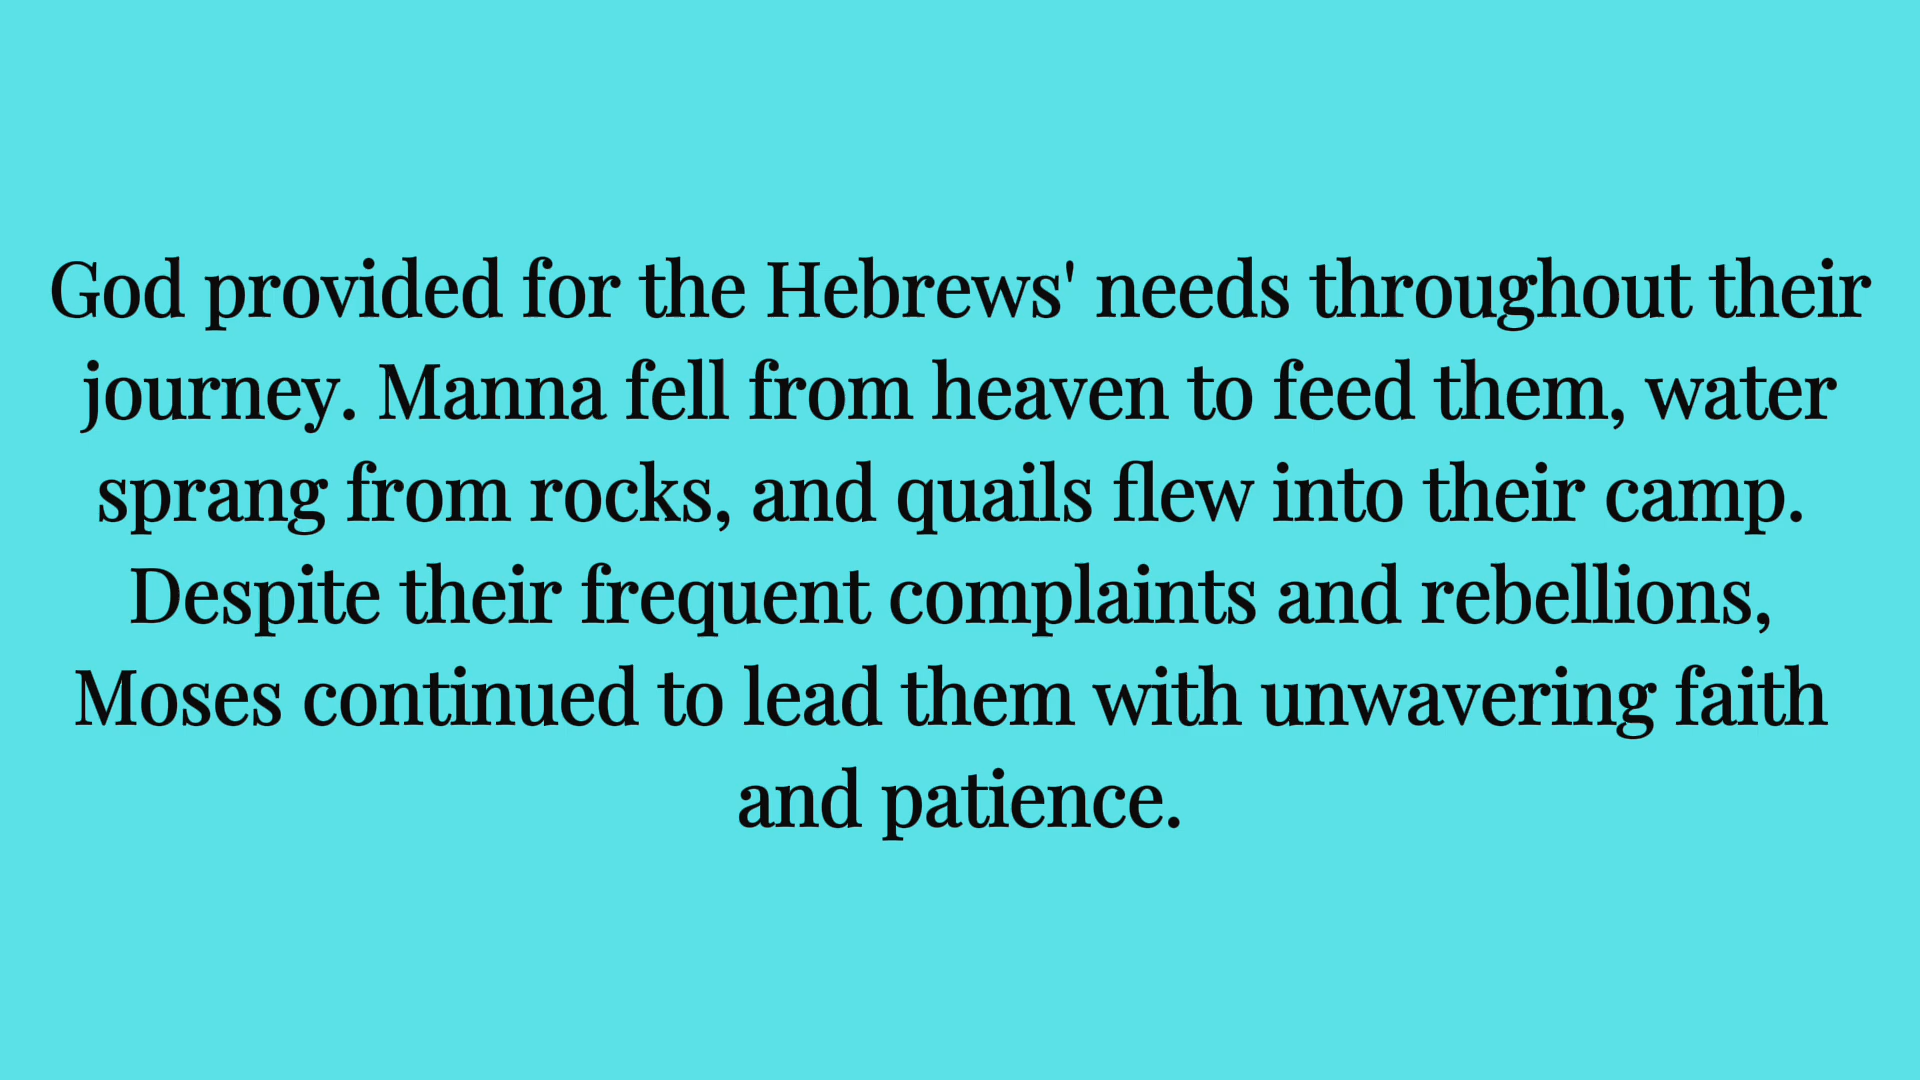 God provided for the Hebrews' needs throughout their
journey. Manna fell from heaven to feed them, water
sprang from rocks, and quails flew into their camp.
Despite their frequent complaints and rebellions,
Moses continued to lead them with unwavering faith
and patience.